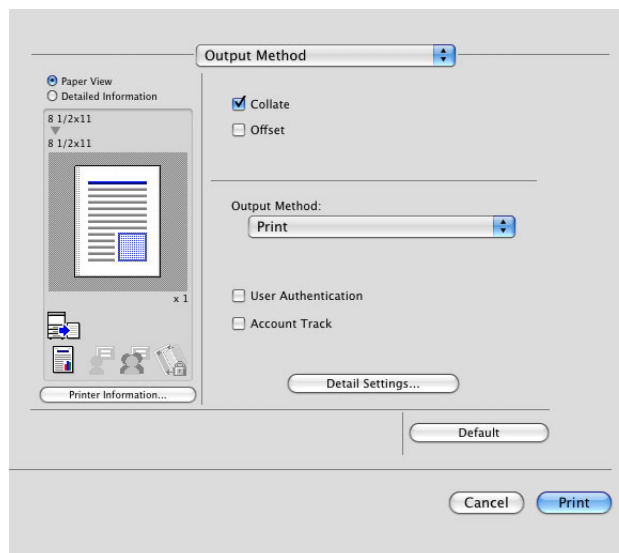 Output Method
Paper View
Detailed Information
8 1/2x11
8 1/2x11
x 1
Printer Information...
Collate
Offset
Output Method:
Print
User Authentication
Account Track
Detail Settings...
Default
Cancel
Print